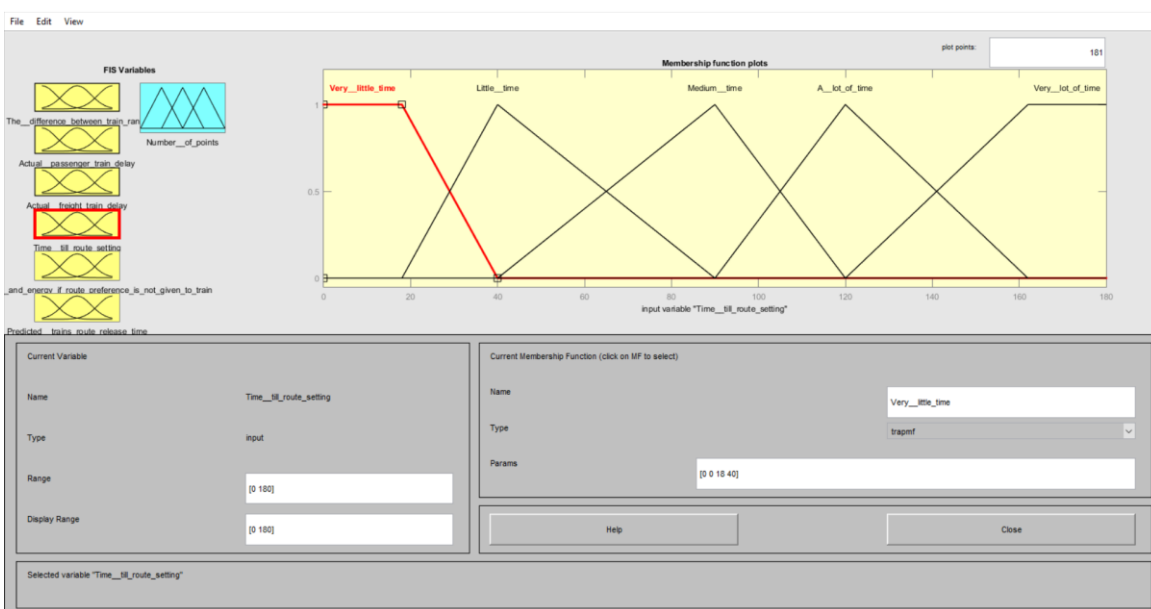 File Edit View
plot points: 181
FIS Variables
The__difference_between_train_ran
Number__of_points
Actual__passenger_train_delay
Actual__freight_train_delay
Time__till_route_setting
_and_energy_if_route_preference_is_not_given_to_train
Predicted__trains_route_release_time
Membership function plots
Very__little_time Little__time Medium__time A__lot_of_time Very__lot_of_time
1
0.5
0
0 20 40 60 80 100 120 140 160 180
input variable "Time__till_route_setting"
Current Variable
Name Time__till_route_setting
Type input
Range [0 180]
Display Range [0 180]
Current Membership Function (click on MF to select)
Name Very__little_time
Type trapmf
Params [0 0 18 40]
Help Close
Selected variable "Time__till_route_setting"